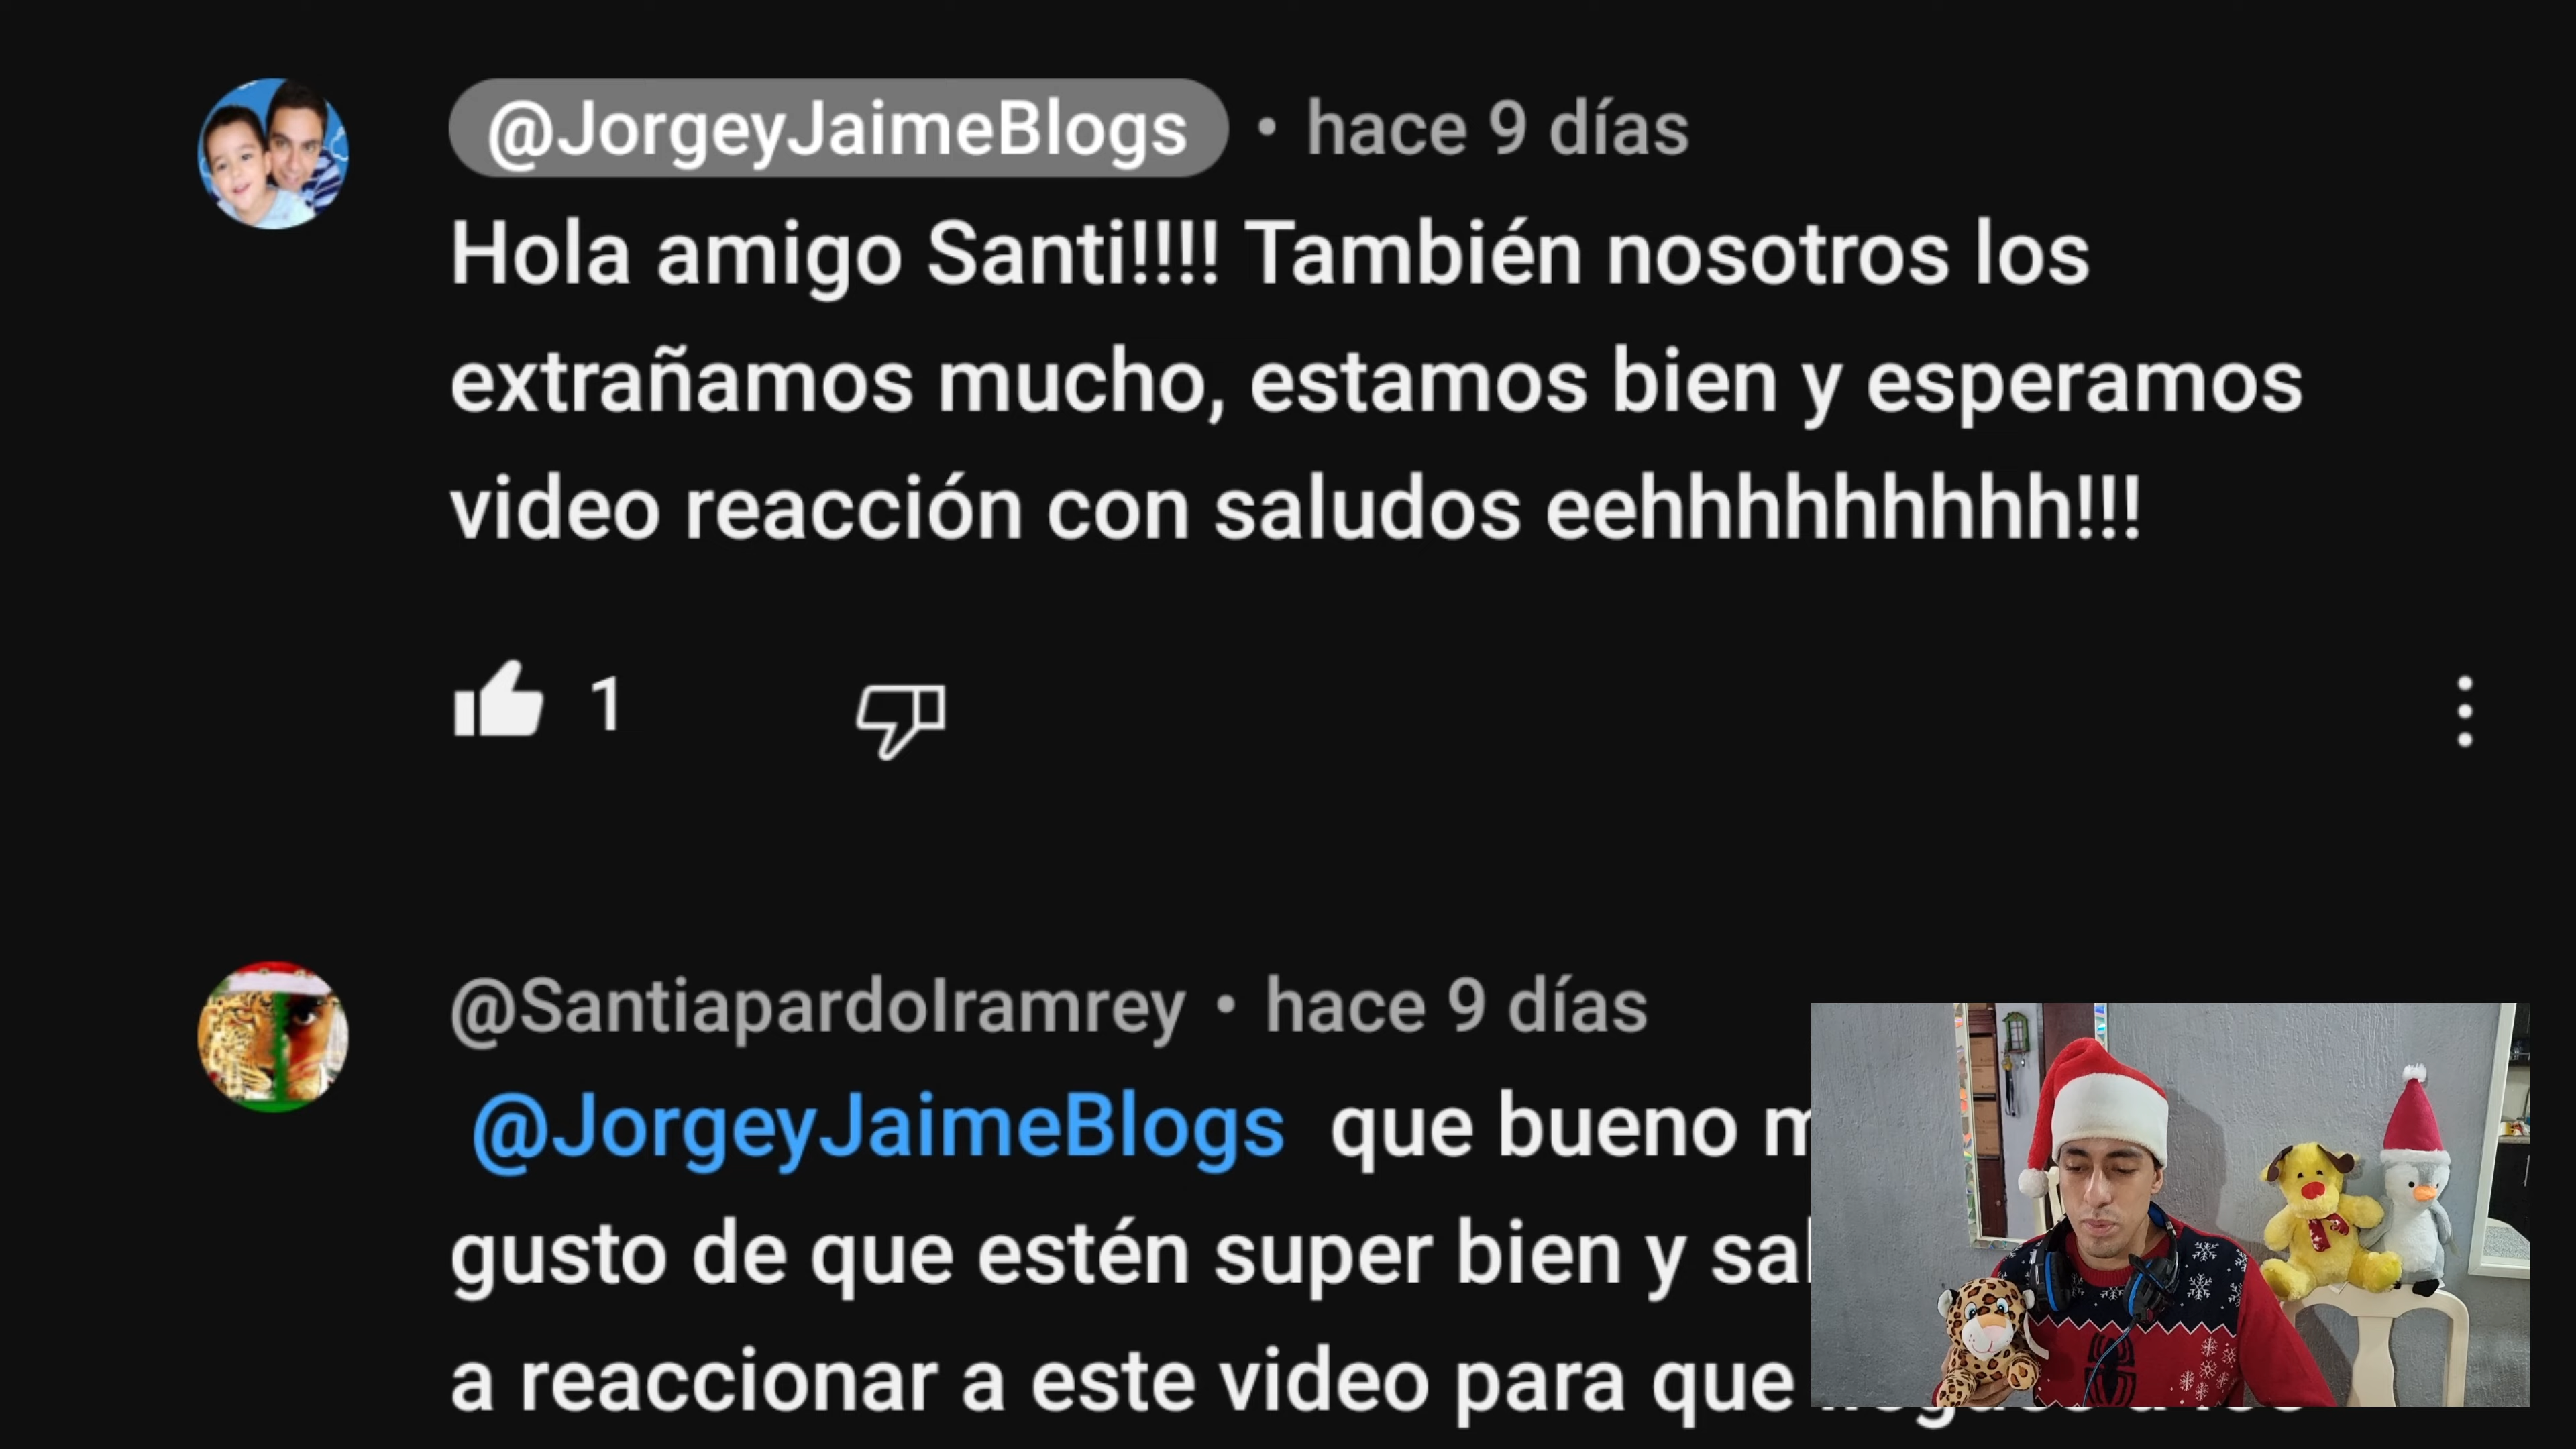 @JorgeyJaimeBlogs • hace 9 días
Hola amigo Santi!!!! También nosotros los
extrañamos mucho, estamos bien y esperamos
video reacción con saludos eehhhhhhhhh!!!
1
@SantiapardoIramrey • hace 9 días
@JorgeyJaimeBlogs que bueno
gusto de que estén super bien y
a reaccionar a este video para que